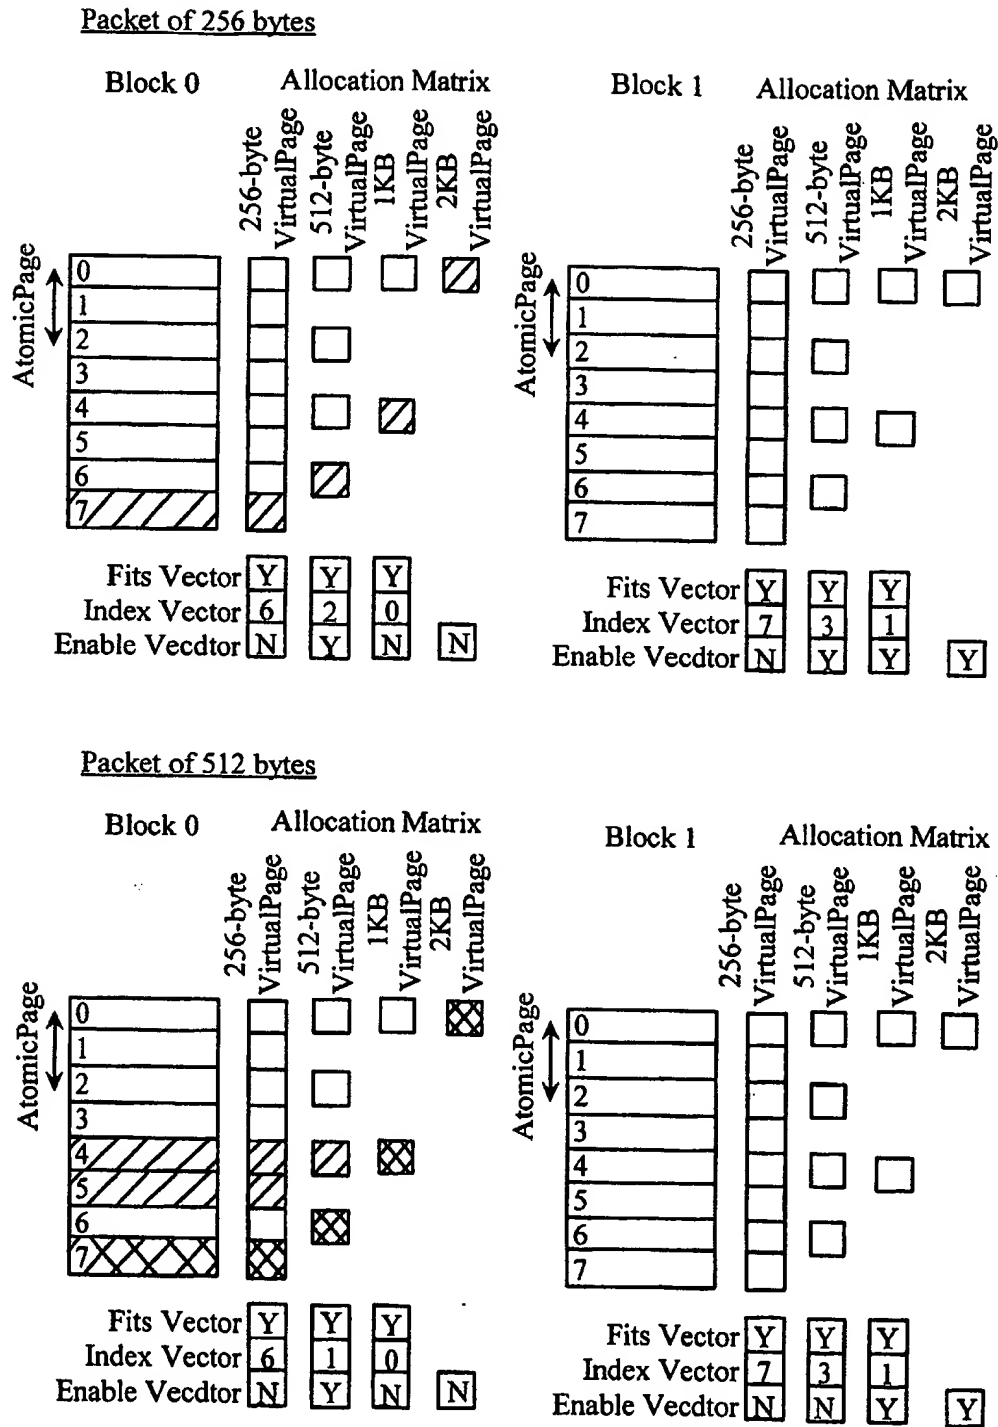 Packet of 256 bytes
Block 0
Allocation Matrix
256-byte
VirtualPage
512-byte
VirtualPage
1KB
VirtualPage
2KB
VirtualPage
AtomicPage
0
1
2
3
4
5
6
7
Fits Vector Y Y Y
Index Vector 6 2 0
Enable Vecdtor N Y N N
Block 1
Allocation Matrix
256-byte
VirtualPage
512-byte
VirtualPage
1KB
VirtualPage
2KB
VirtualPage
AtomicPage
0
1
2
3
4
5
6
7
Fits Vector Y Y Y
Index Vector 7 3 1
Enable Vecdtor N Y Y Y
Packet of 512 bytes
Block 0
Allocation Matrix
256-byte
VirtualPage
512-byte
VirtualPage
1KB
VirtualPage
2KB
VirtualPage
AtomicPage
0
1
2
3
4
5
6
7
Fits Vector Y Y Y
Index Vector 6 1 0
Enable Vecdtor N Y N N
Block 1
Allocation Matrix
256-byte
VirtualPage
512-byte
VirtualPage
1KB
VirtualPage
2KB
VirtualPage
AtomicPage
0
1
2
3
4
5
6
7
Fits Vector Y Y Y
Index Vector 7 3 1
Enable Vecdtor N N Y Y